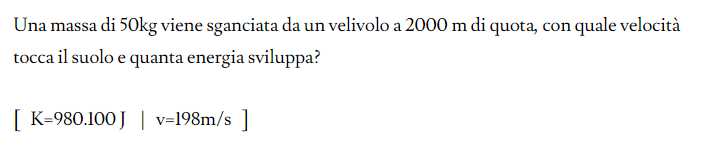 Una massa di 50kg viene sganciata da un velivolo a 2000 m di quota, con quale velocità
tocca il suolo e quanta energia sviluppa?
[ K=980.100 J | v=198m/s ]